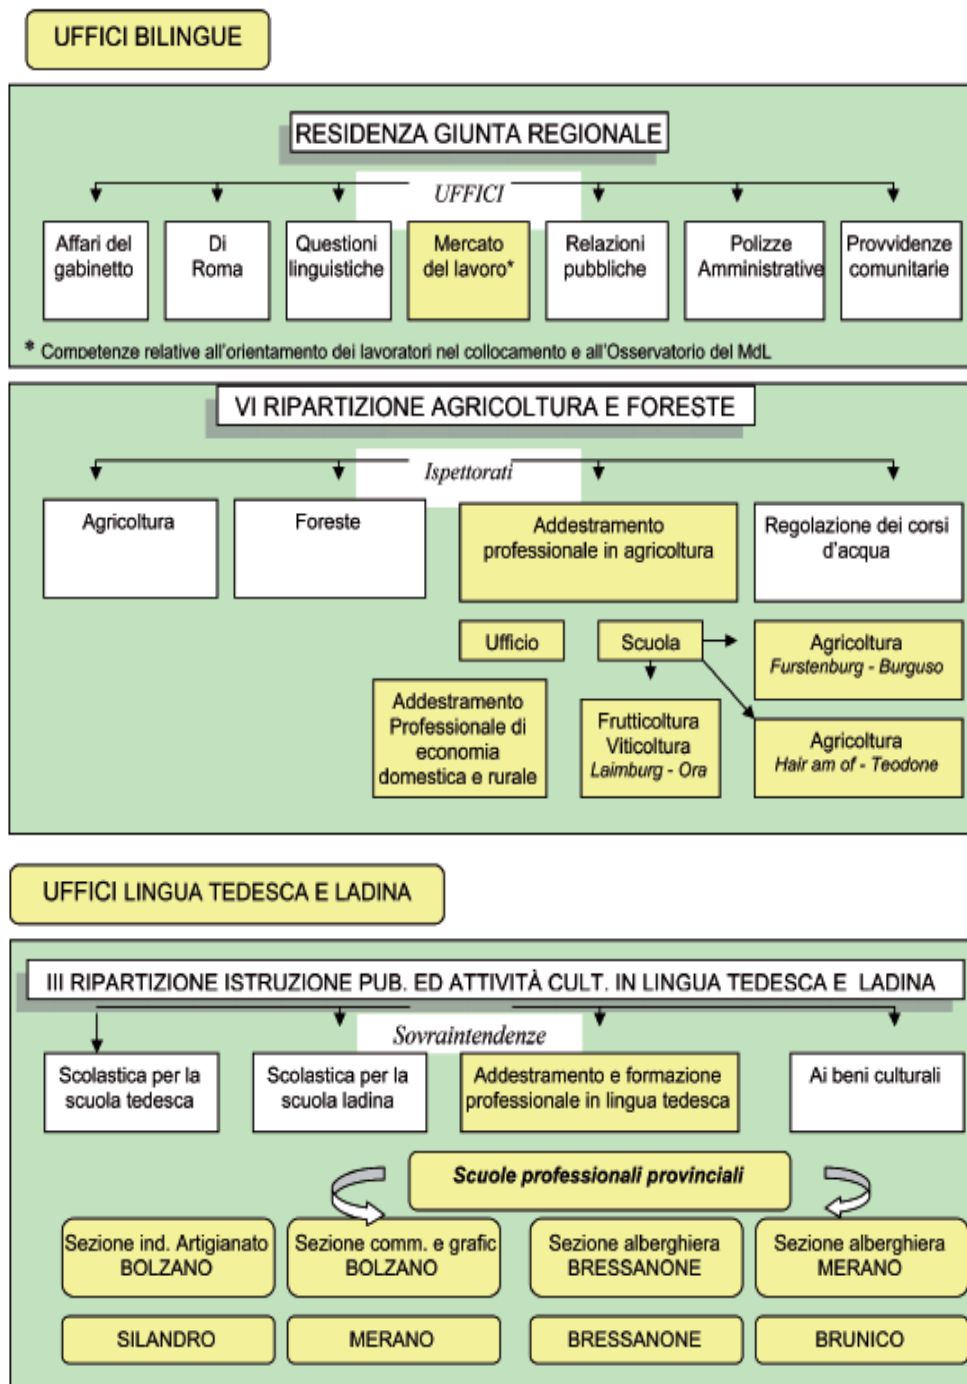 UFFICI BILINGUE
RESIDENZA GIUNTA REGIONALE
UFFICI
Affari del
gabinetto
Di
Roma
Questioni
linguistiche
Mercato
del lavoro*
Relazioni
pubbliche
Polizze
Amministrative
Provvidenze
comunitarie
* Competenze relative all'orientamento dei lavoratori nel collocamento e all'Osservatorio del MdL
VI RIPARTIZIONE AGRICOLTURA E FORESTE
Ispettorati
Agricoltura
Foreste
Addestramento
professionale in agricoltura
Regolazione dei corsi
d'acqua
Ufficio
Scuola
Agricoltura
Furstenburg - Burguso
Addestramento
Professionale di
economia
domestica e rurale
Frutticoltura
Viticoltura
Laimburg - Ora
Agricoltura
Hair am of - Teodone
UFFICI LINGUA TEDESCA E LADINA
III RIPARTIZIONE ISTRUZIONE PUB. ED ATTIVITÀ CULT. IN LINGUA TEDESCA E LADINA
Sovraintendenze
Scolastica per la
scuola tedesca
Scolastica per la
scuola ladina
Addestramento e formazione
professionale in lingua tedesca
Ai beni culturali
Scuole professionali provinciali
Sezione ind. Artigianato
BOLZANO
Sezione comm. e grafic
BOLZANO
Sezione alberghiera
BRESSANONE
Sezione alberghiera
MERANO
SILANDRO
MERANO
BRESSANONE
BRUNICO